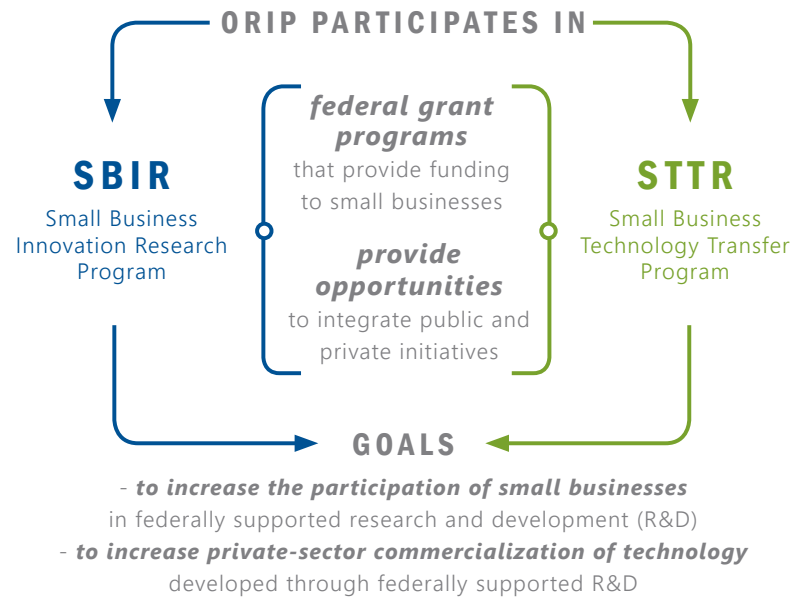 ORIP PARTICIPATES IN
SBIR
Small Business
Innovation Research
Program
federal grant
programs
that provide funding
to small businesses
provide
opportunities
to integrate public and
private initiatives
STTR
Small Business
Technology Transfer
Program
GOALS
- to increase the participation of small businesses
in federally supported research and development (R&D)
- to increase private-sector commercialization of technology
developed through federally supported R&D